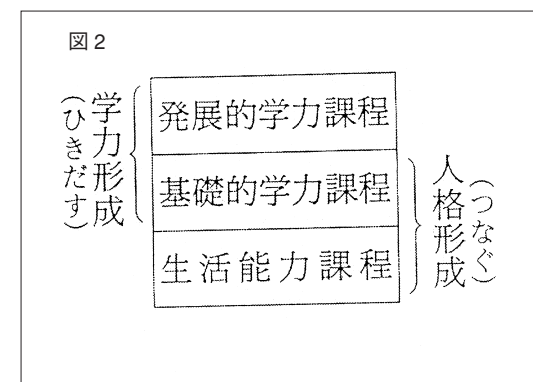 図2
学力形成
(ひきだす)
発展的学力課程
基礎的学力課程
生活能力課程
(つなぐ)
人格形成